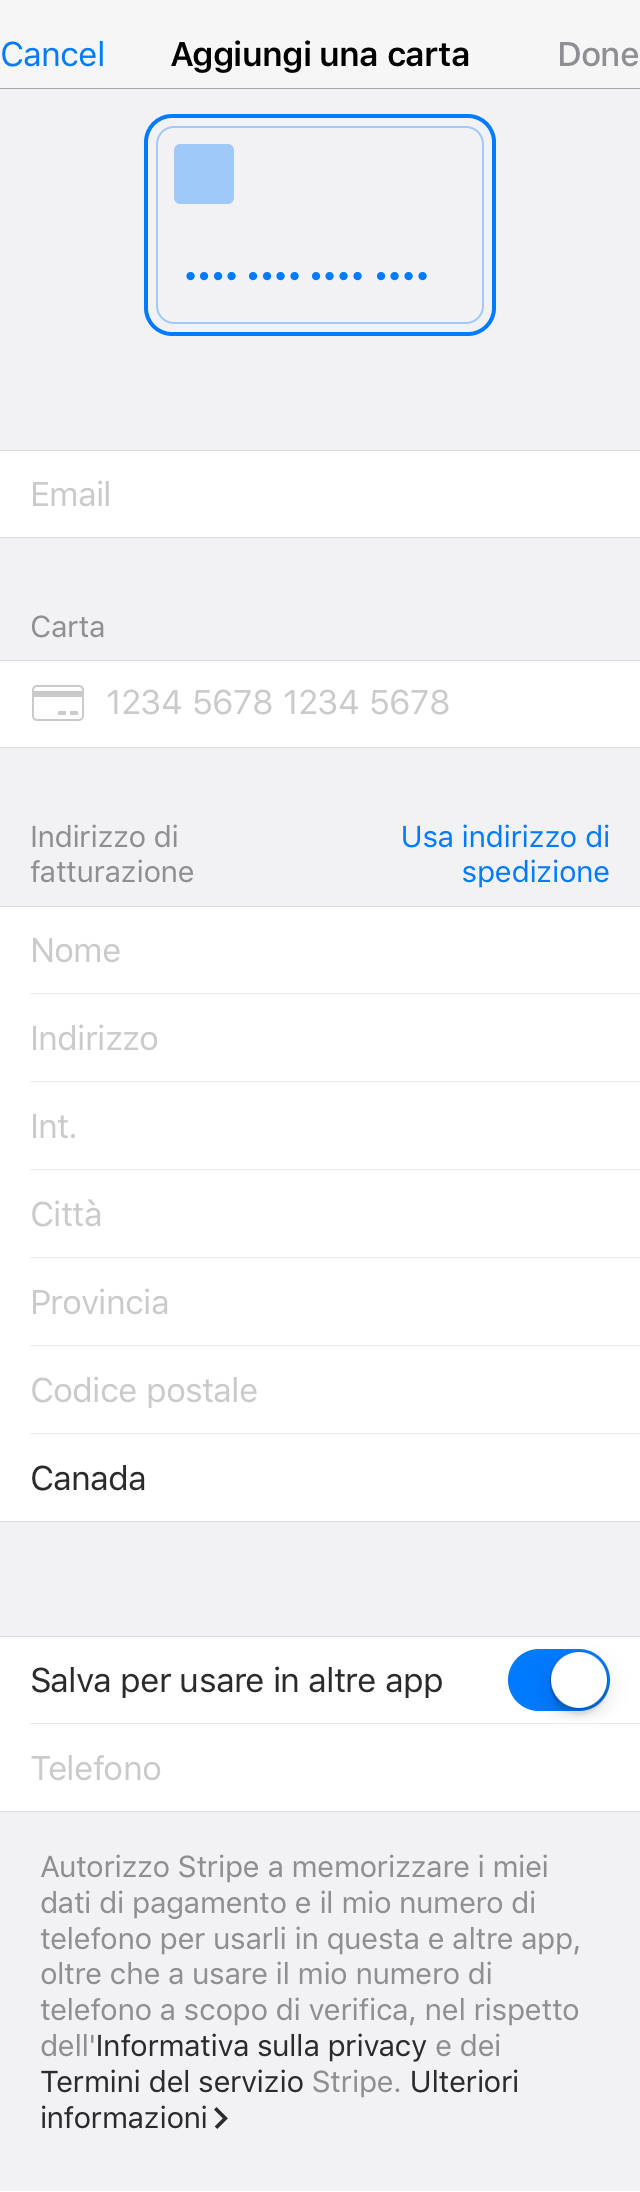 Cancel Aggiungi una carta Done
•••• •••• •••• ••••
Email
Carta
1234 5678 1234 5678
Indirizzo di
fatturazione
Usa indirizzo di
spedizione
Nome
Indirizzo
Int.
Città
Provincia
Codice postale
Canada
Salva per usare in altre app
Telefono
Autorizzo Stripe a memorizzare i miei
dati di pagamento e il mio numero di
telefono per usarli in questa e altre app,
oltre che a usare il mio numero di
telefono a scopo di verifica, nel rispetto
dell'Informativa sulla privacy e dei
Termini del servizio Stripe. Ulteriori
informazioni